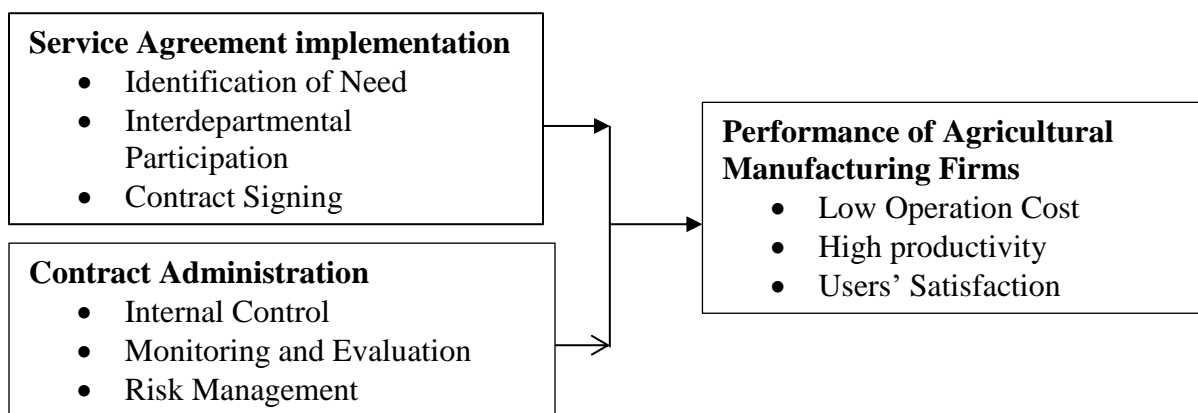 Service Agreement implementation
• Identification of Need
• Interdepartmental
Participation
• Contract Signing
Contract Administration
• Internal Control
• Monitoring and Evaluation
• Risk Management
Performance of Agricultural
Manufacturing Firms
• Low Operation Cost
• High productivity
• Users’ Satisfaction